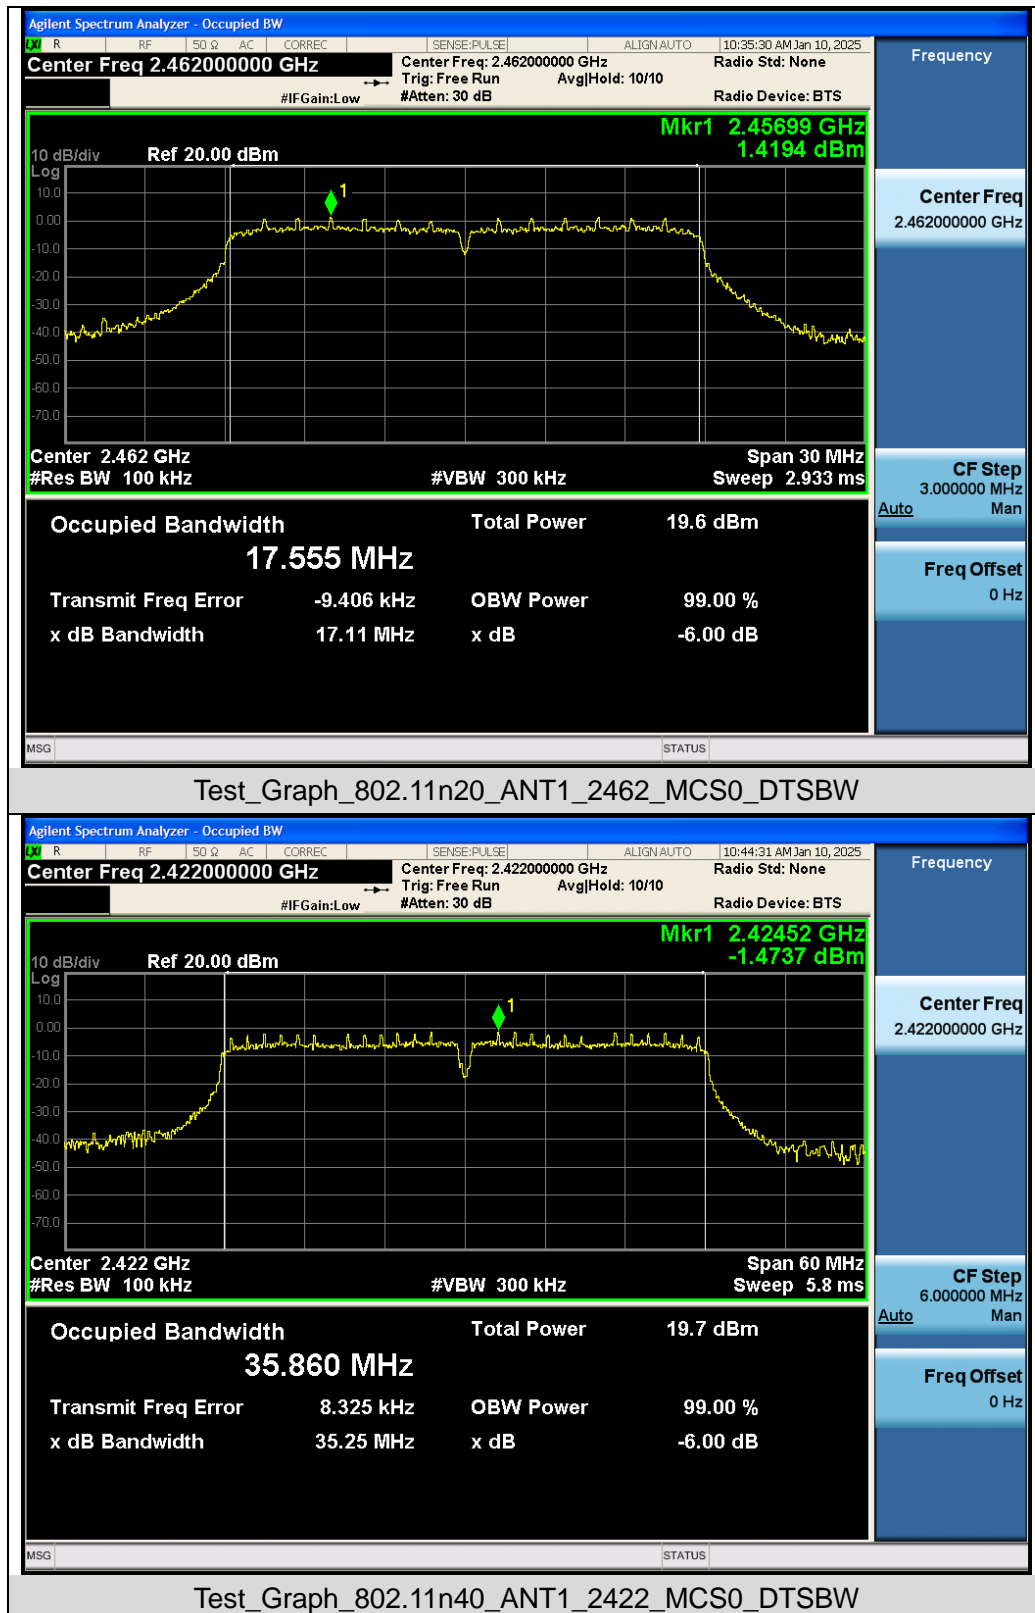 Agilent Spectrum Analyzer - Occupied BW
LXI R RF 50 Ω AC CORREC SENSE:PULSE ALIGN AUTO 10:35:30 AM Jan 10, 2025
Center Freq 2.462000000 GHz
Center Freq: 2.462000000 GHz Radio Std: None
Trig: Free Run Avg|Hold: 10/10
#IFGain:Low #Atten: 30 dB Radio Device: BTS
Frequency
Mkr1 2.45699 GHz
1.4194 dBm
10 dB/div Ref 20.00 dBm
Log
10.0
0.00
-10.0
-20.0
-30.0
-40.0
-50.0
-60.0
-70.0
1
Center Freq
2.462000000 GHz
Center 2.462 GHz Span 30 MHz
#Res BW 100 kHz #VBW 300 kHz Sweep 2.933 ms
CF Step
3.000000 MHz
Auto Man
Occupied Bandwidth Total Power 19.6 dBm
17.555 MHz
Transmit Freq Error -9.406 kHz OBW Power 99.00 %
x dB Bandwidth 17.11 MHz x dB -6.00 dB
Freq Offset
0 Hz
MSG STATUS
Test_Graph_802.11n20_ANT1_2462_MCS0_DTSBW
Agilent Spectrum Analyzer - Occupied BW
LXI R RF 50 Ω AC CORREC SENSE:PULSE ALIGN AUTO 10:44:31 AM Jan 10, 2025
Center Freq 2.422000000 GHz
Center Freq: 2.422000000 GHz Radio Std: None
Trig: Free Run Avg|Hold: 10/10
#IFGain:Low #Atten: 30 dB Radio Device: BTS
Frequency
Mkr1 2.42452 GHz
-1.4737 dBm
10 dB/div Ref 20.00 dBm
Log
10.0
0.00
-10.0
-20.0
-30.0
-40.0
-50.0
-60.0
-70.0
1
Center Freq
2.422000000 GHz
Center 2.422 GHz Span 60 MHz
#Res BW 100 kHz #VBW 300 kHz Sweep 5.8 ms
CF Step
6.000000 MHz
Auto Man
Occupied Bandwidth Total Power 19.7 dBm
35.860 MHz
Transmit Freq Error 8.325 kHz OBW Power 99.00 %
x dB Bandwidth 35.25 MHz x dB -6.00 dB
Freq Offset
0 Hz
MSG STATUS
Test_Graph_802.11n40_ANT1_2422_MCS0_DTSBW